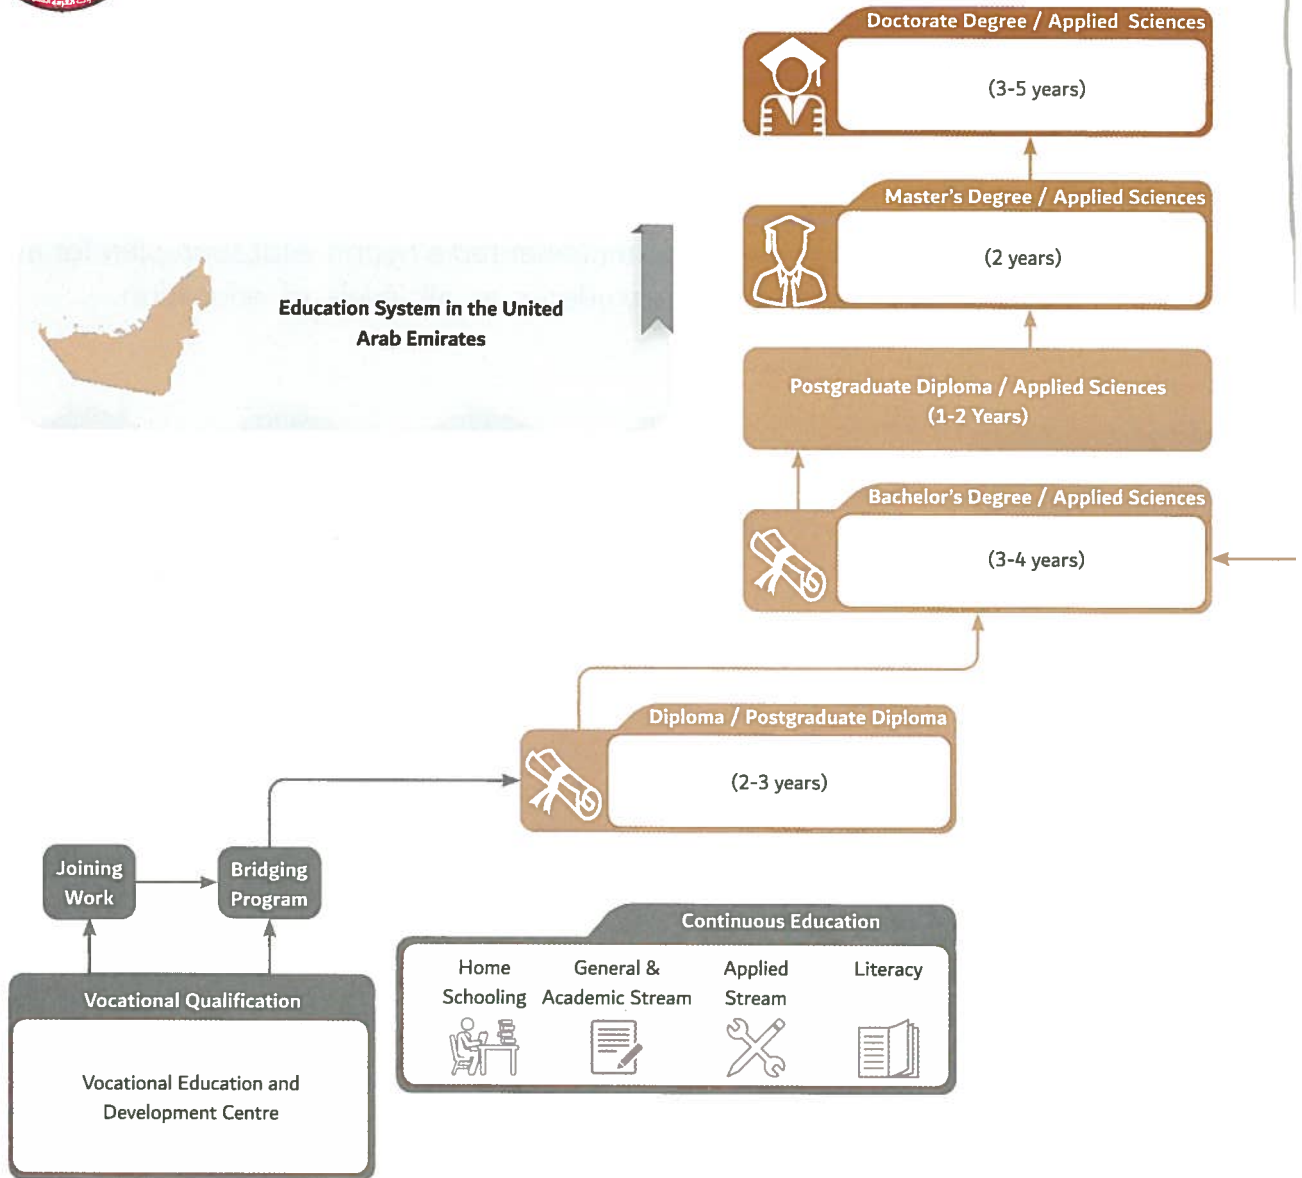 Doctorate Degree / Applied Sciences
(3-5 years)
Master's Degree / Applied Sciences
(2 years)
Education System in the United
Arab Emirates
Postgraduate Diploma / Applied Sciences
(1-2 Years)
Bachelor's Degree / Applied Sciences
(3-4 years)
Diploma / Postgraduate Diploma
(2-3 years)
Joining
Work
Bridging
Program
Continuous Education
Home
Schooling
General &
Academic Stream
Applied
Stream
Literacy
Vocational Qualification
Vocational Education and
Development Centre